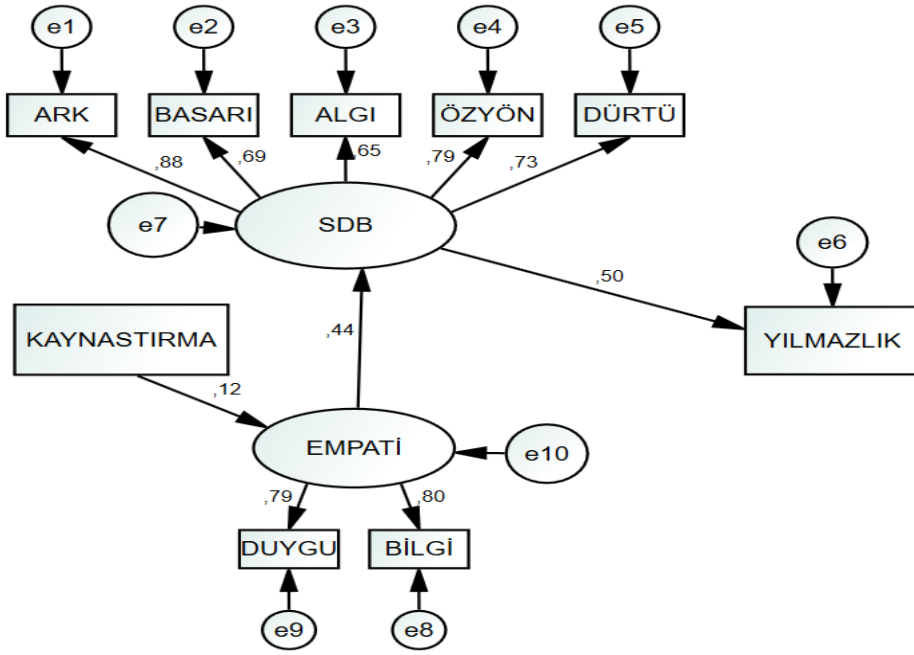 e1
e2
e3
e4
e5
ARK
BASARI
ALGI
ÖZYÖN
DÜRTÜ
,88
,69
,65
,79
,73
e7
SDB
e6
,50
KAYNASTIRMA
,44
YILMAZLIK
,12
EMPATİ
e10
,79
,80
DUYGU
BİLGİ
e9
e8